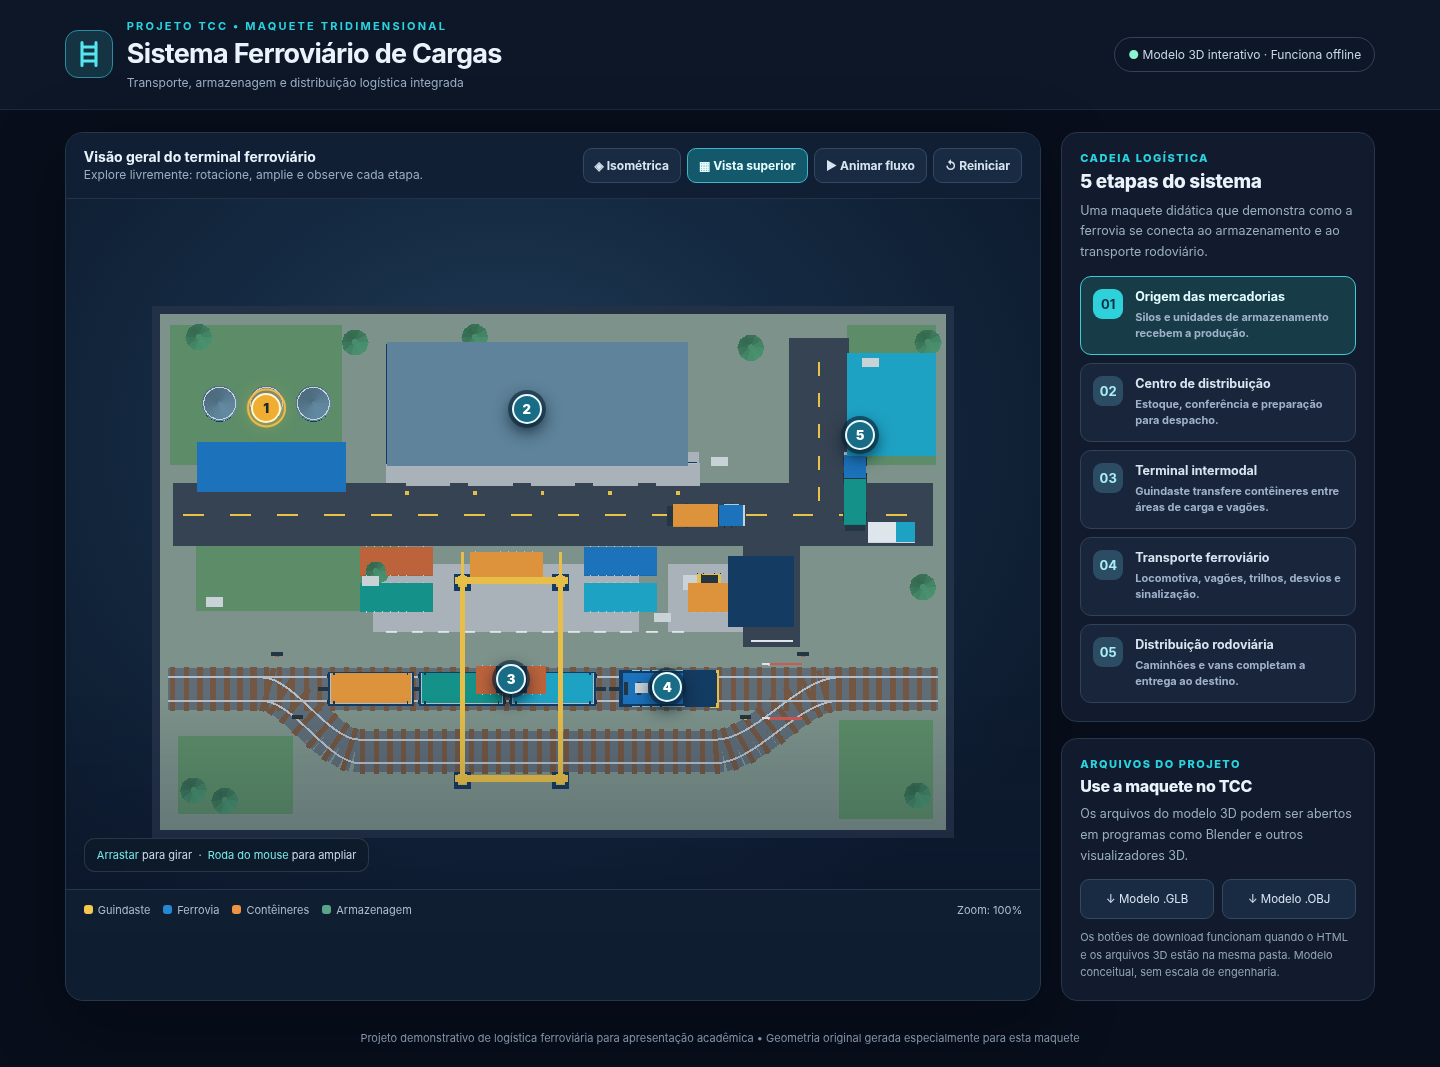 PROJETO TCC • MAQUETE TRIDIMENSIONAL
Sistema Ferroviário de Cargas
Transporte, armazenagem e distribuição logística integrada
Modelo 3D interativo · Funciona offline
Visão geral do terminal ferroviário
Explore livremente: rotacione, amplie e observe cada etapa.
◈ Isométrica
▦ Vista superior
▶ Animar fluxo
↺ Reiniciar
1
2
5
3
4
Arrastar para girar · Roda do mouse para ampliar
Guindaste
Ferrovia
Contêineres
Armazenagem
Zoom: 100%
CADEIA LOGÍSTICA
5 etapas do sistema
Uma maquete didática que demonstra como a
ferrovia se conecta ao armazenamento e ao
transporte rodoviário.
01
Origem das mercadorias
Silos e unidades de armazenamento
recebem a produção.
02
Centro de distribuição
Estoque, conferência e preparação
para despacho.
03
Terminal intermodal
Guindaste transfere contêineres entre
áreas de carga e vagões.
04
Transporte ferroviário
Locomotiva, vagões, trilhos, desvios e
sinalização.
05
Distribuição rodoviária
Caminhões e vans completam a
entrega ao destino.
ARQUIVOS DO PROJETO
Use a maquete no TCC
Os arquivos do modelo 3D podem ser abertos
em programas como Blender e outros
visualizadores 3D.
↓ Modelo .GLB
↓ Modelo .OBJ
Os botões de download funcionam quando o HTML
e os arquivos 3D estão na mesma pasta. Modelo
conceitual, sem escala de engenharia.
Projeto demonstrativo de logística ferroviária para apresentação acadêmica • Geometria original gerada especialmente para esta maquete